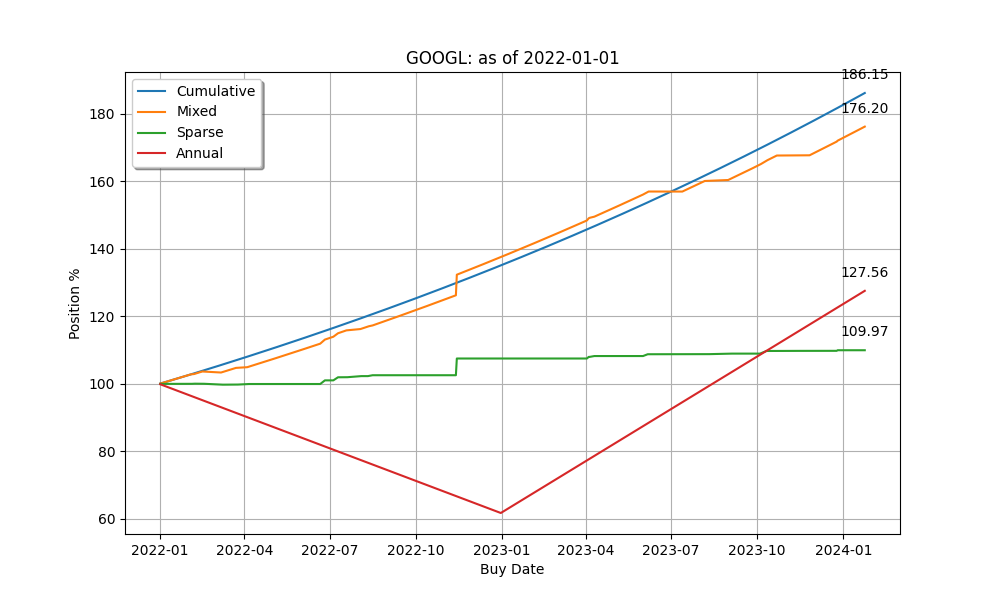 GOOGL: as of 2022-01-01
Cumulative
Mixed
Sparse
Annual
186.15
176.20
127.56
109.97
Position %
180
160
140
120
100
80
60
2022-01 2022-04 2022-07 2022-10 2023-01 2023-04 2023-07 2023-10 2024-01
Buy Date